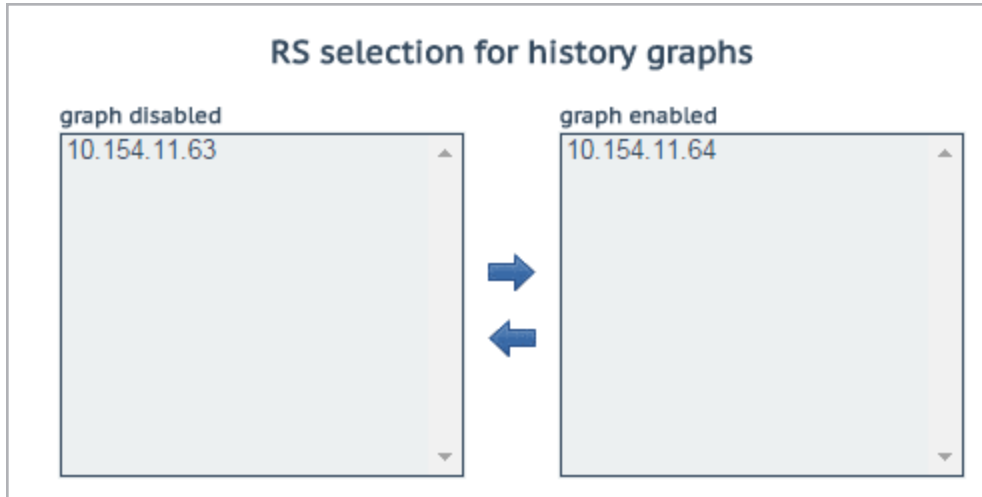 RS selection for history graphs
graph disabled
10.154.11.63
graph enabled
10.154.11.64